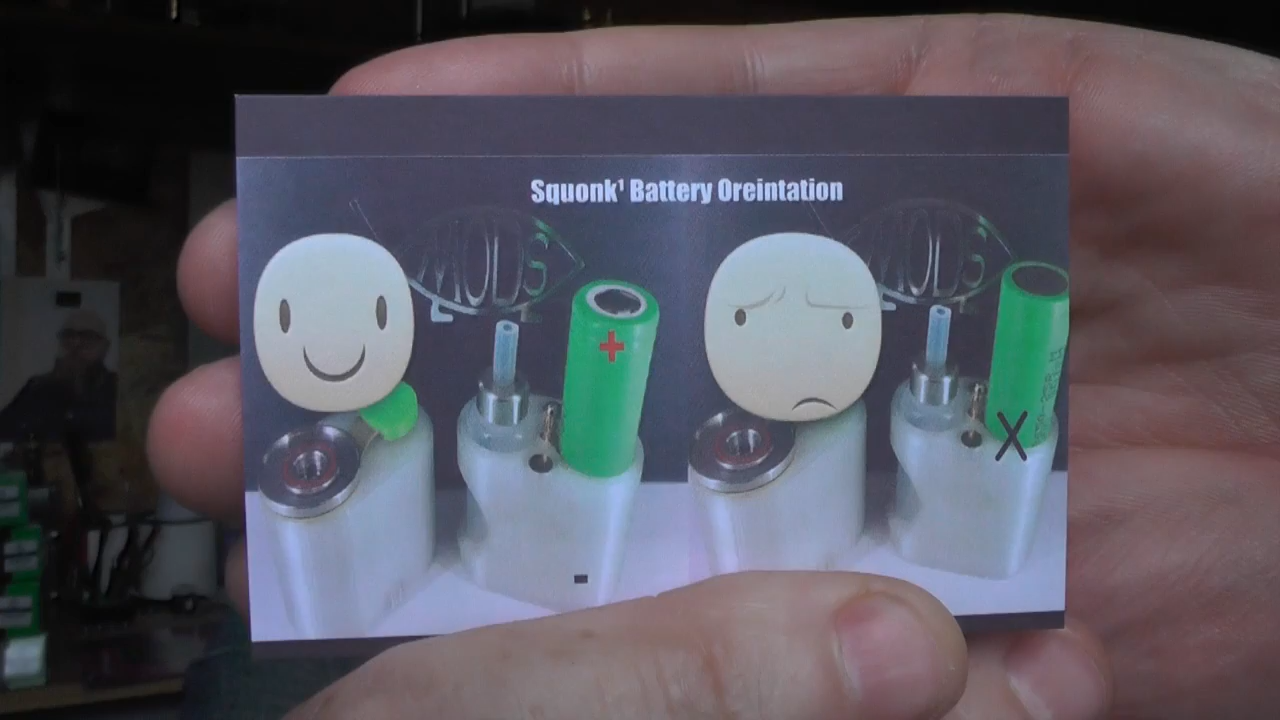 Squonk¹ Battery Oreintation
MODS
MODS
+
-
X